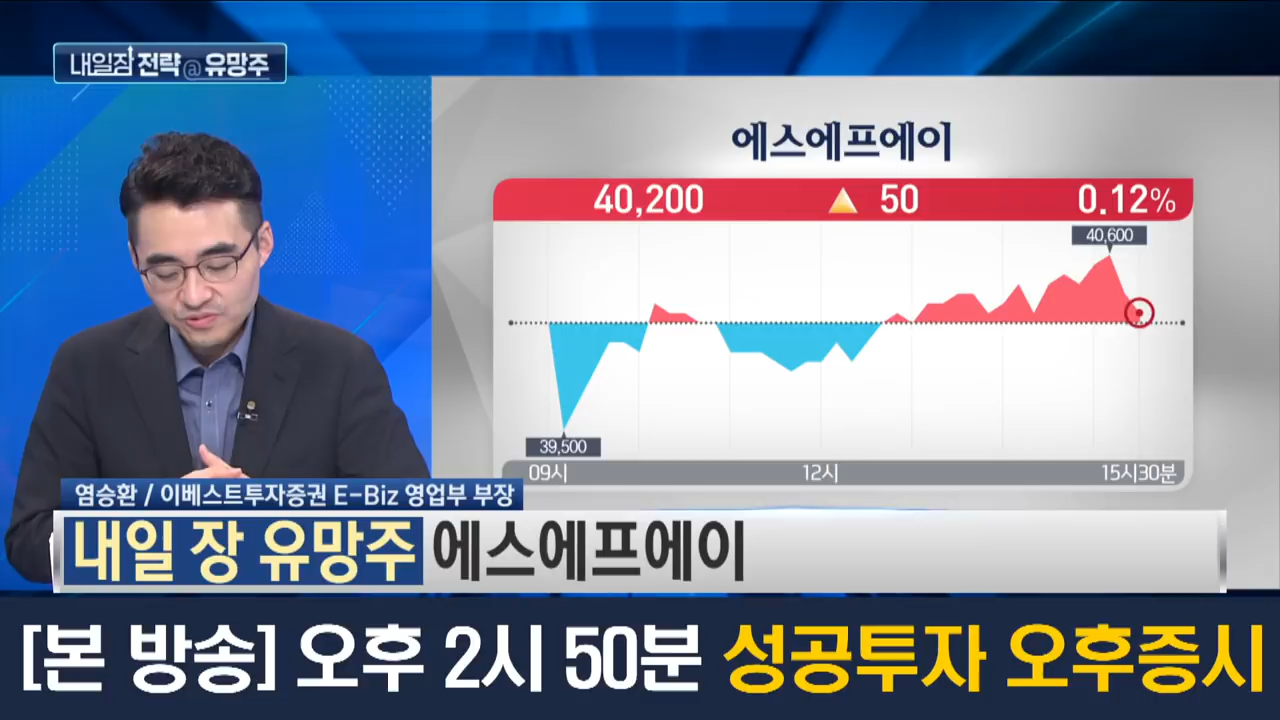 내일장 전략@유망주
에스에프에이
40,200 ▲ 50 0.12%
40,600
39,500
09시 12시 15시30분
염승환 / 이베스트투자증권 E-Biz 영업부 부장
내일 장 유망주 에스에프에이
[본 방송] 오후 2시 50분 성공투자 오후증시